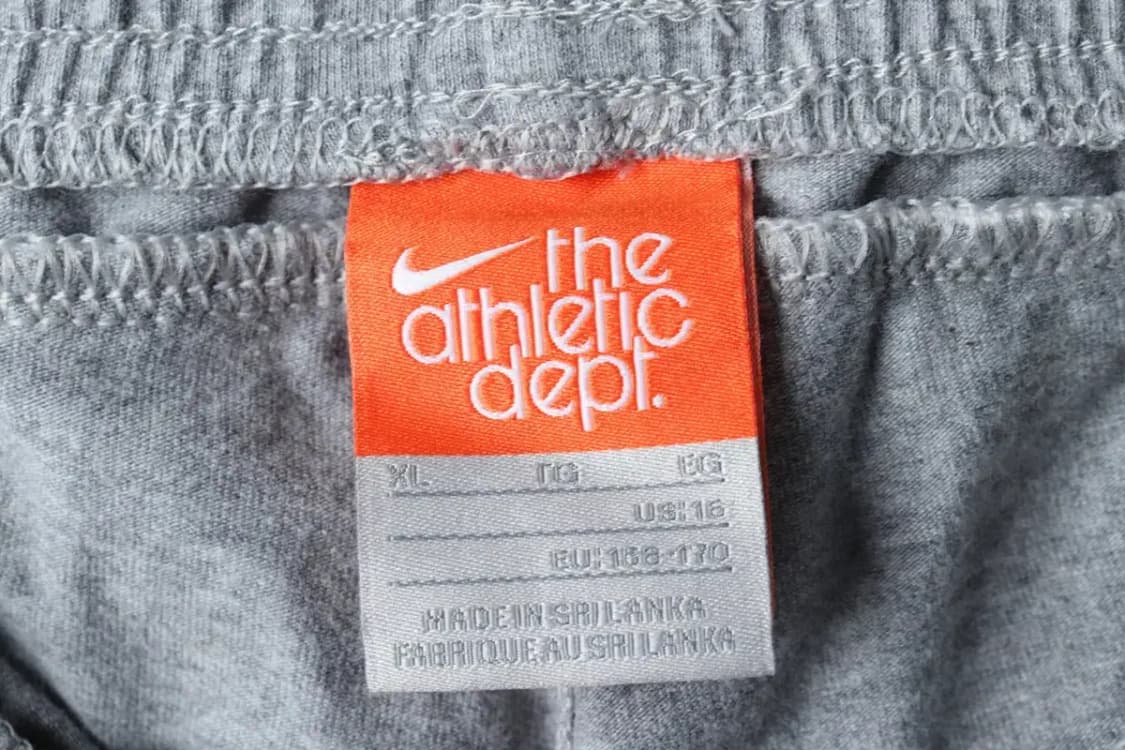 the
athletic
dept.
XL TG EG
US:16
EU:158-170
MADE IN SRI LANKA
FABRIQUE AU SRI LANKA